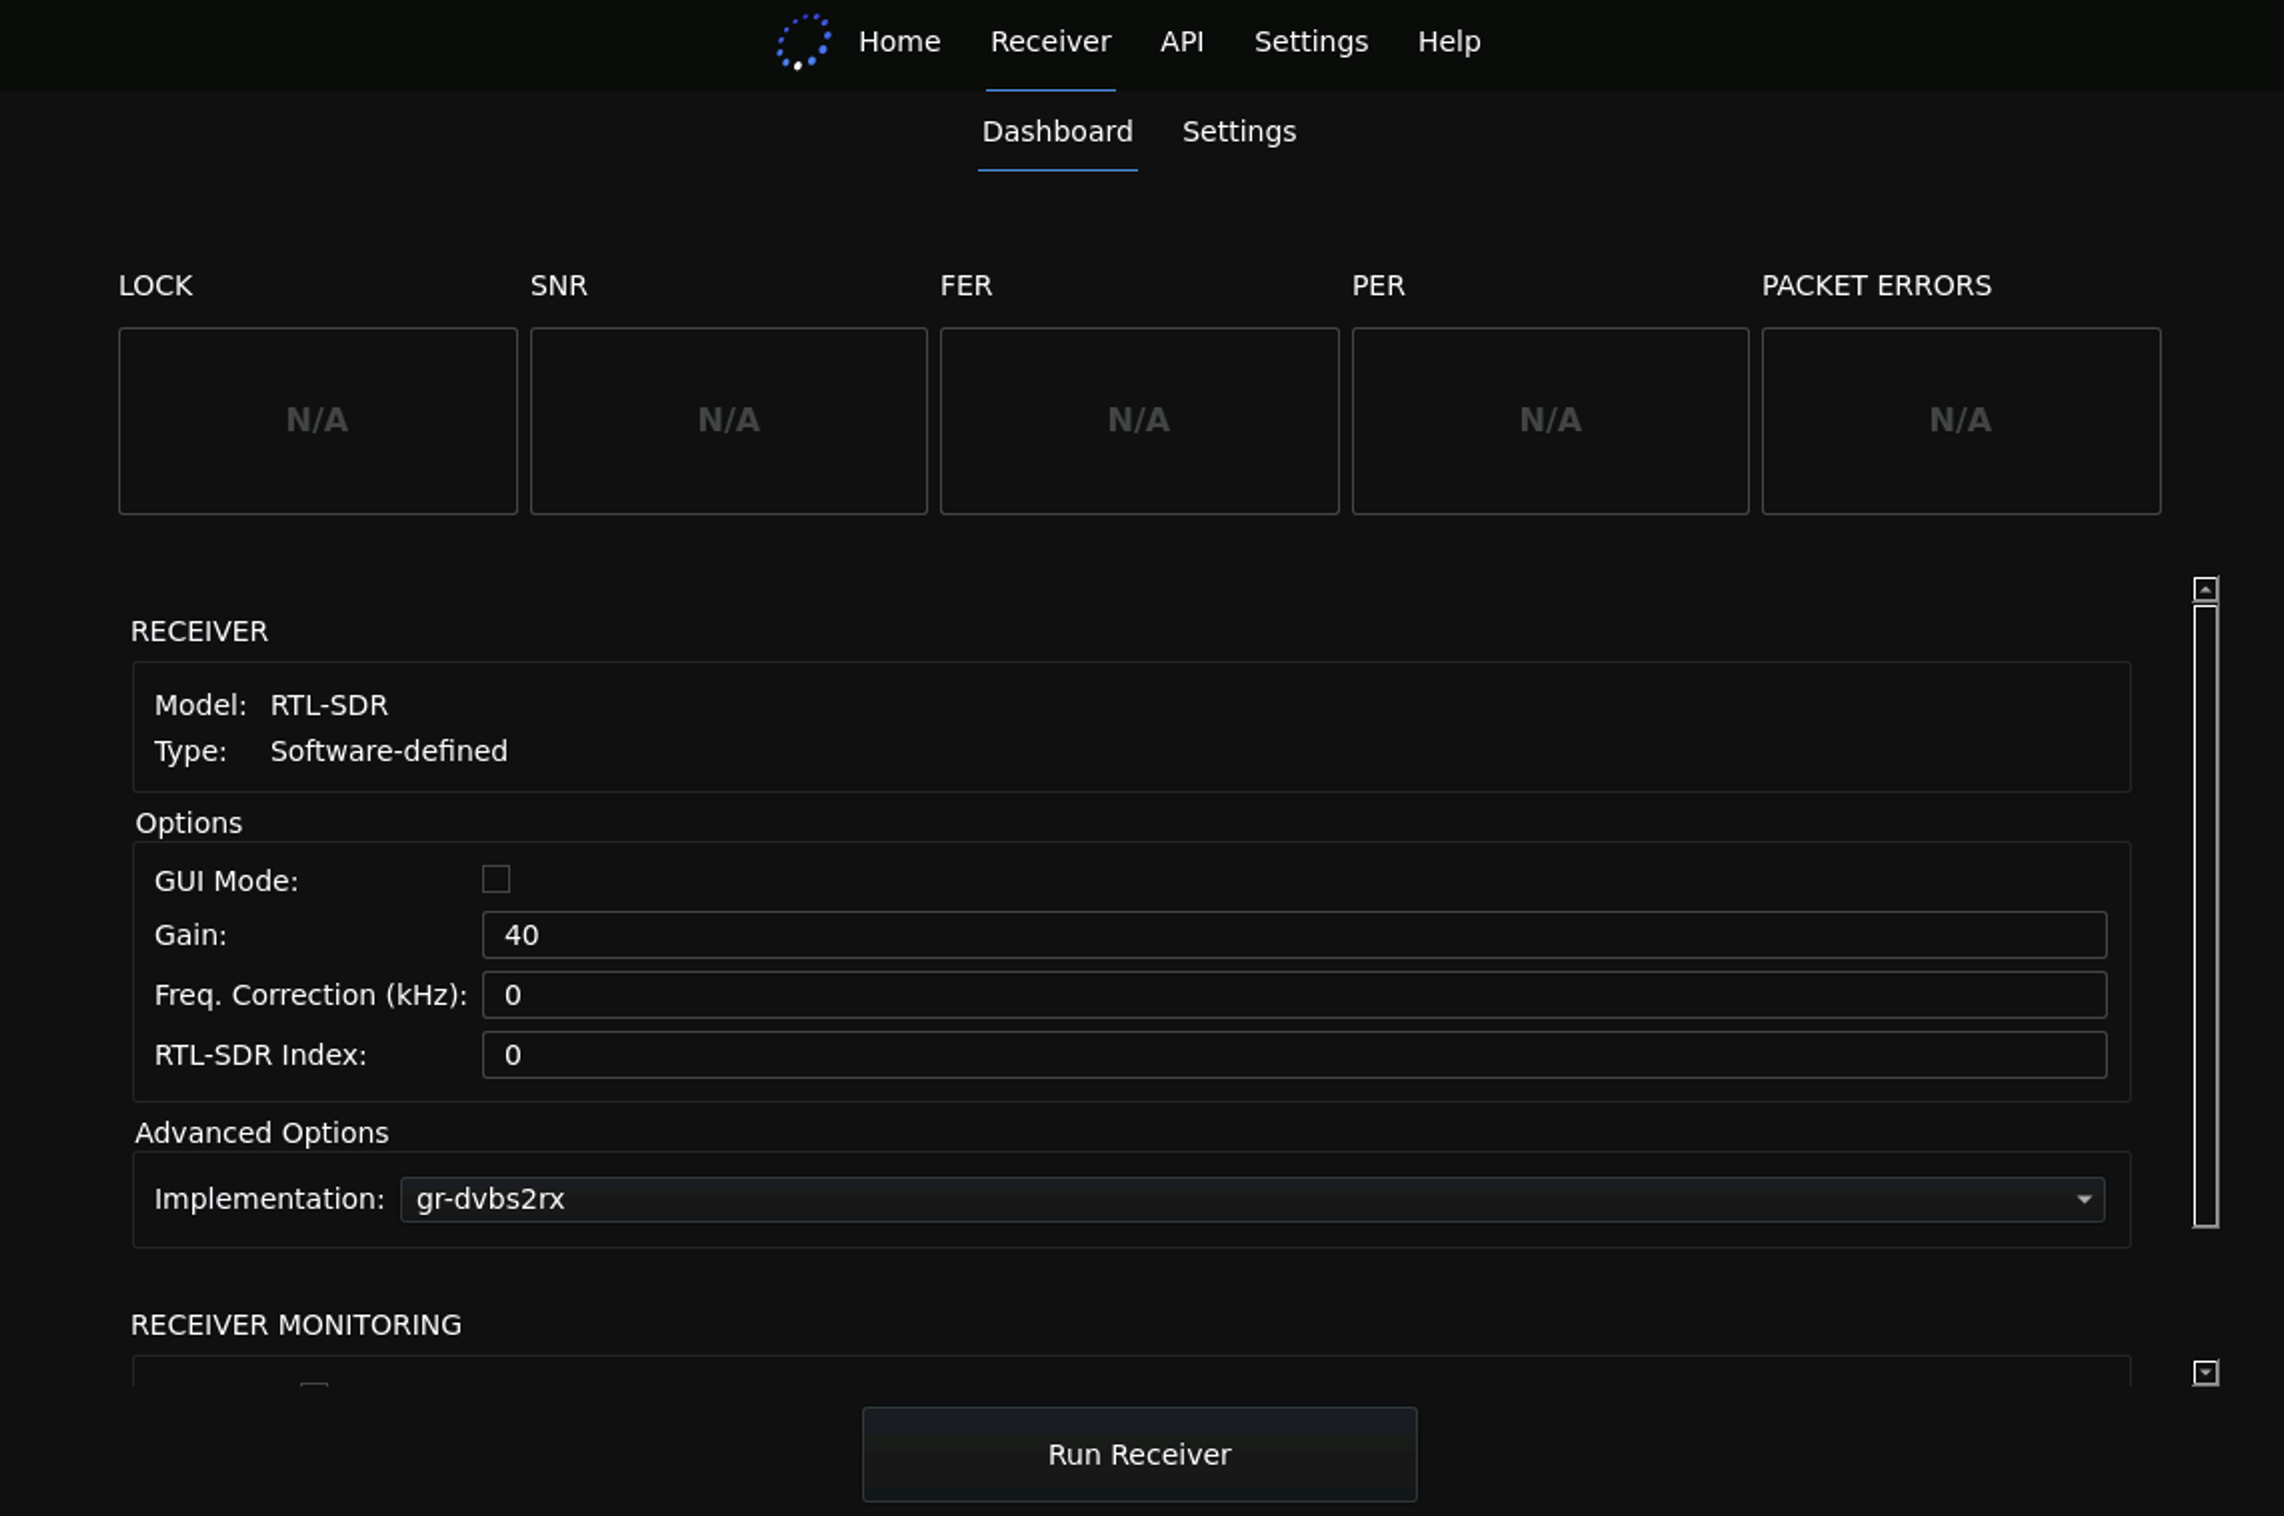 Home Receiver API Settings Help
Dashboard Settings
LOCK SNR FER PER PACKET ERRORS
N/A N/A N/A N/A N/A
RECEIVER
Model: RTL-SDR
Type: Software-defined
Options
GUI Mode:
Gain: 40
Freq. Correction (kHz): 0
RTL-SDR Index: 0
Advanced Options
Implementation: gr-dvbs2rx
RECEIVER MONITORING
Run Receiver